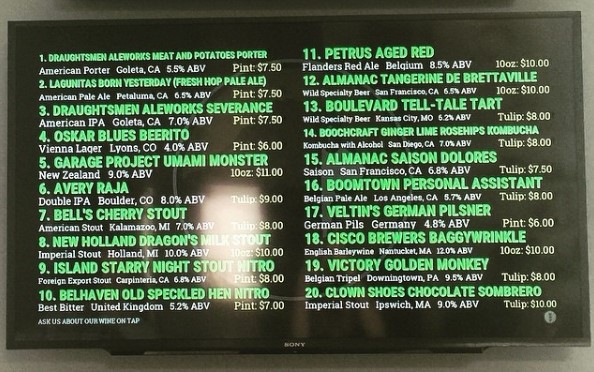 1. DRAUGHTSMEN ALEWORKS MEAT AND POTATOES PORTER
American Porter Goleta, CA 5.5% ABV Pint: $7.50
2. LAGUNITAS BORN YESTERDAY (FRESH HOP PALE ALE)
American Pale Ale Petaluma, CA 6.5% ABV Pint: $7.50
3. DRAUGHTSMEN ALEWORKS SEVERANCE
American IPA Goleta, CA 7.0% ABV Pint: $7.50
4. OSKAR BLUES BEERITO
Vienna Lager Lyons, CO 4.0% ABV Pint: $6.00
5. GARAGE PROJECT UMAMI MONSTER
New Zealand 9.0% ABV 10oz: $11.00
6. AVERY RAJA
Double IPA Boulder, CO 8.0% ABV Tulip: $9.00
7. BELL'S CHERRY STOUT
American Stout Kalamazoo, MI 7.0% ABV Tulip: $8.00
8. NEW HOLLAND DRAGON'S MILK STOUT
Imperial Stout Holland, MI 10.0% ABV 10oz: $10.00
9. ISLAND STARRY NIGHT STOUT NITRO
Foreign Export Stout Carpinteria, CA 6.8% ABV Pint: $8.00
10. BELHAVEN OLD SPECKLED HEN NITRO
Best Bitter United Kingdom 5.2% ABV Pint: $7.00
ASK US ABOUT OUR WINE ON TAP
11. PETRUS AGED RED
Flanders Red Ale Belgium 8.5% ABV 10oz: $10.00
12. ALMANAC TANGERINE DE BRETTAVILLE
Wild Specialty Beer San Francisco, CA 6.5% ABV 10oz: $10.00
13. BOULEVARD TELL-TALE TART
Wild Specialty Beer Kansas City, MO 6.2% ABV Tulip: $8.00
14. BOOCHCRAFT GINGER LIME ROSEHIPS KOMBUCHA
Kombucha with Alcohol San Diego, CA 7.0% ABV Tulip: $8.00
15. ALMANAC SAISON DOLORES
Saison San Francisco, CA 6.8% ABV Tulip: $7.50
16. BOOMTOWN PERSONAL ASSISTANT
Belgian Pale Ale Los Angeles, CA 5.7% ABV Tulip: $8.00
17. VELTIN'S GERMAN PILSNER
German Pils Germany 4.8% ABV Pint: $6.00
18. CISCO BREWERS BAGGYWRINKLE
English Barleywine Nantucket, MA 12.0% ABV 10oz: $10.00
19. VICTORY GOLDEN MONKEY
Belgian Tripel Downingtown, PA 9.5% ABV Tulip: $8.00
20. CLOWN SHOES CHOCOLATE SOMBRERO
Imperial Stout Ipswich, MA 9.0% ABV Tulip: $10.00
SONY